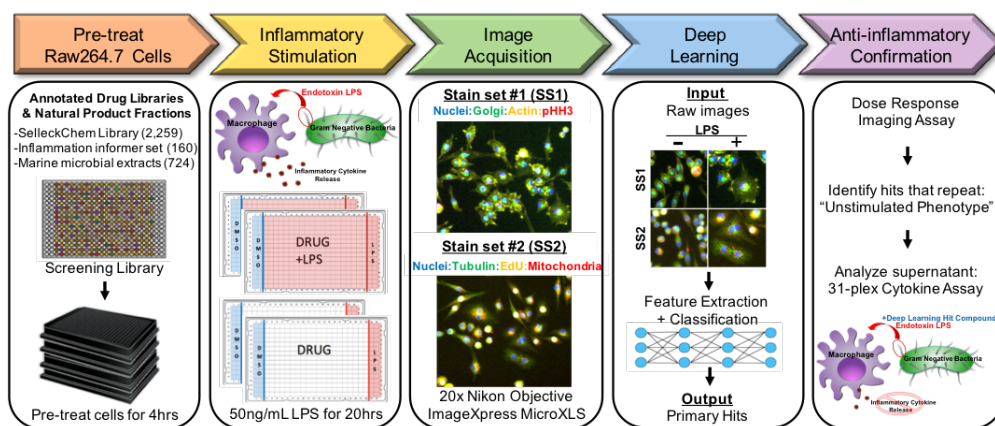 Pre-treat
Raw264.7 Cells
Inflammatory
Stimulation
Image
Acquisition
Deep
Learning
Anti-inflammatory
Confirmation
Annotated Drug Libraries
& Natural Product Fractions
-SelleckChem Library (2,259)
-Inflammation informer set (160)
-Marine microbial extracts (724)
Screening Library
Pre-treat cells for 4hrs
Endotoxin LPS
Macrophage
Gram Negative Bacteria
Inflammatory Cytokine
Release
DMSO
DRUG
+LPS
LPS
DMSO
DRUG
LPS
50ng/mL LPS for 20hrs
Stain set #1 (SS1)
Nuclei:Golgi:Actin:pHH3
Stain set #2 (SS2)
Nuclei:Tubulin:EdU:Mitochondria
20x Nikon Objective
ImageXpress MicroXLS
Input
Raw images
LPS
- +
SS1
SS2
Feature Extraction
+ Classification
Output
Primary Hits
Dose Response
Imaging Assay
Identify hits that repeat:
“Unstimulated Phenotype”
Analyze supernatant:
31-plex Cytokine Assay
+Deep Learning Hit Compound
Endotoxin LPS
Macrophage
Gram Negative Bacteria
Inflammatory Cytokine
Release